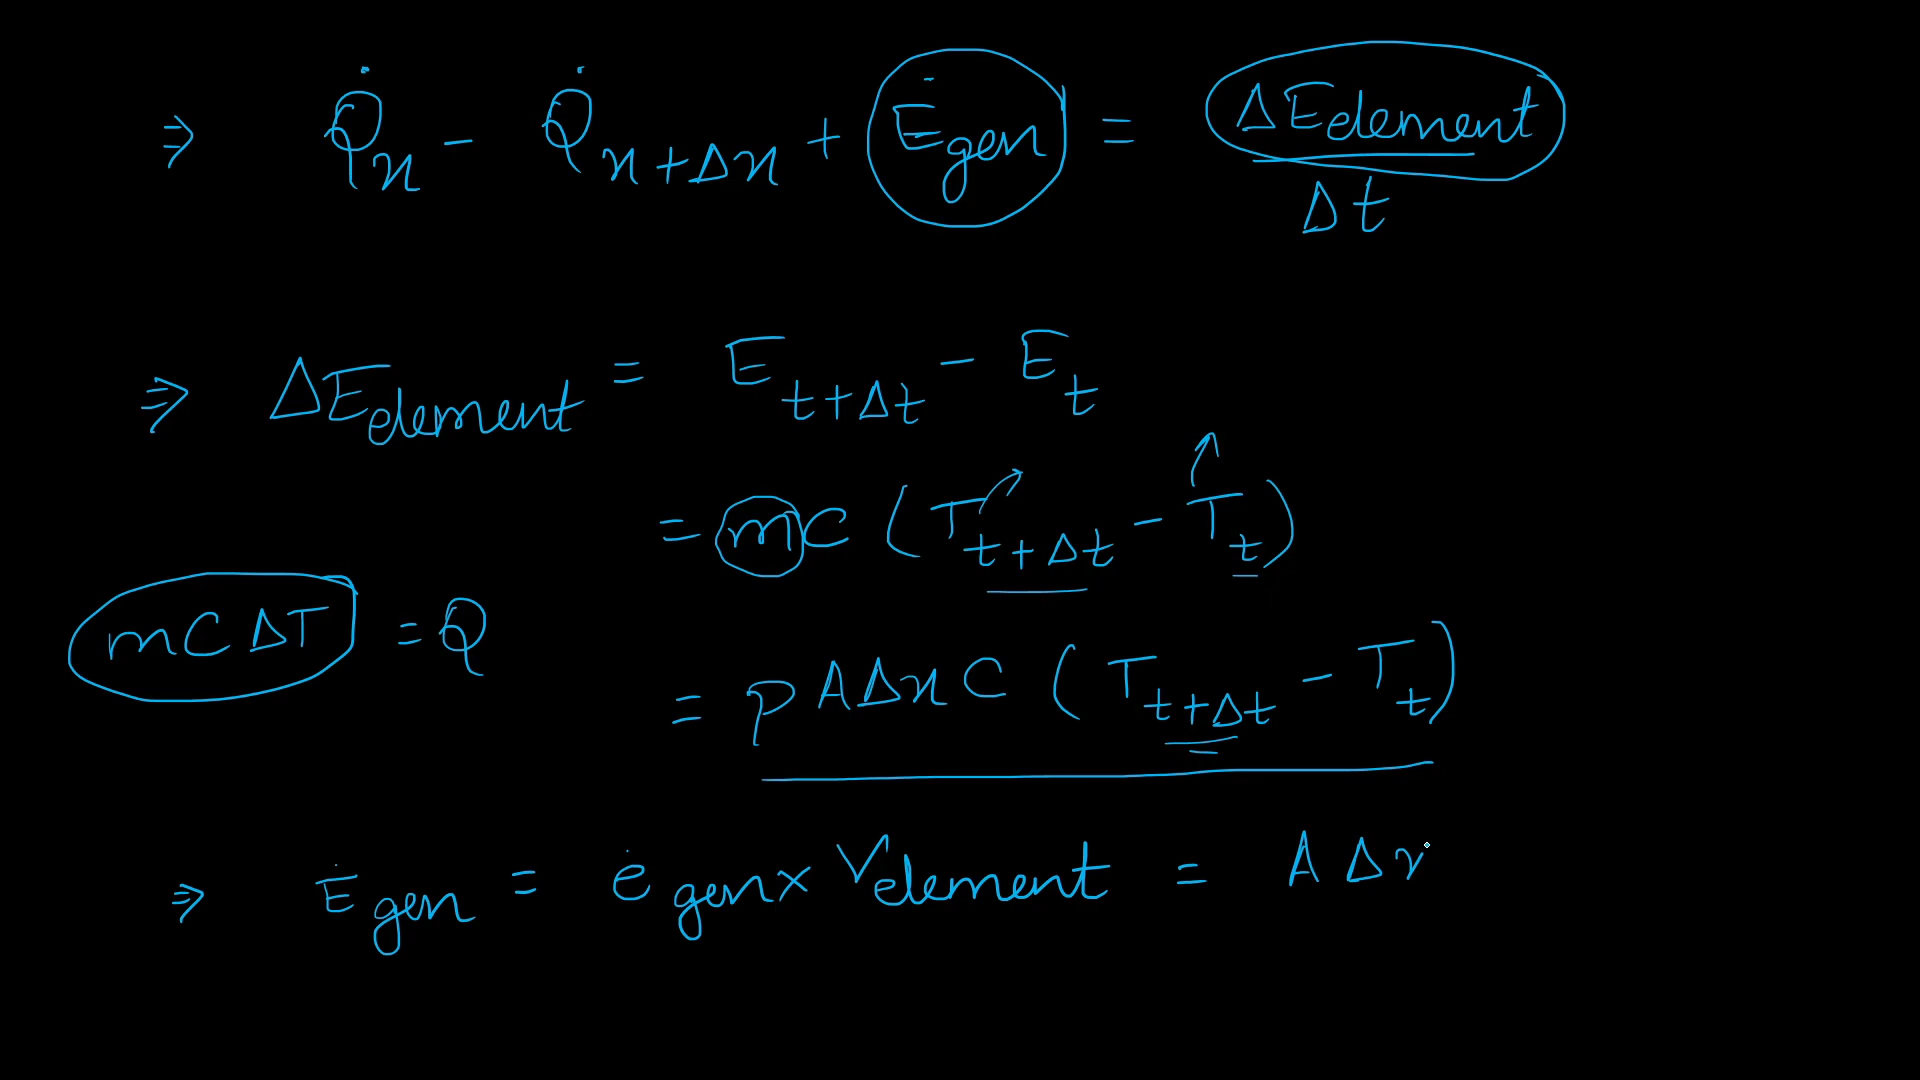 ⇒ Q̇x - Q̇x+Δx + Ėgen = ΔEelement / Δt
⇒ ΔEelement = Et+Δt - Et
= mC (Tt+Δt - Tt)
mCΔT = Q
= ρAΔxC (Tt+Δt - Tt)
⇒ Ėgen = ėgen x Velement = AΔx